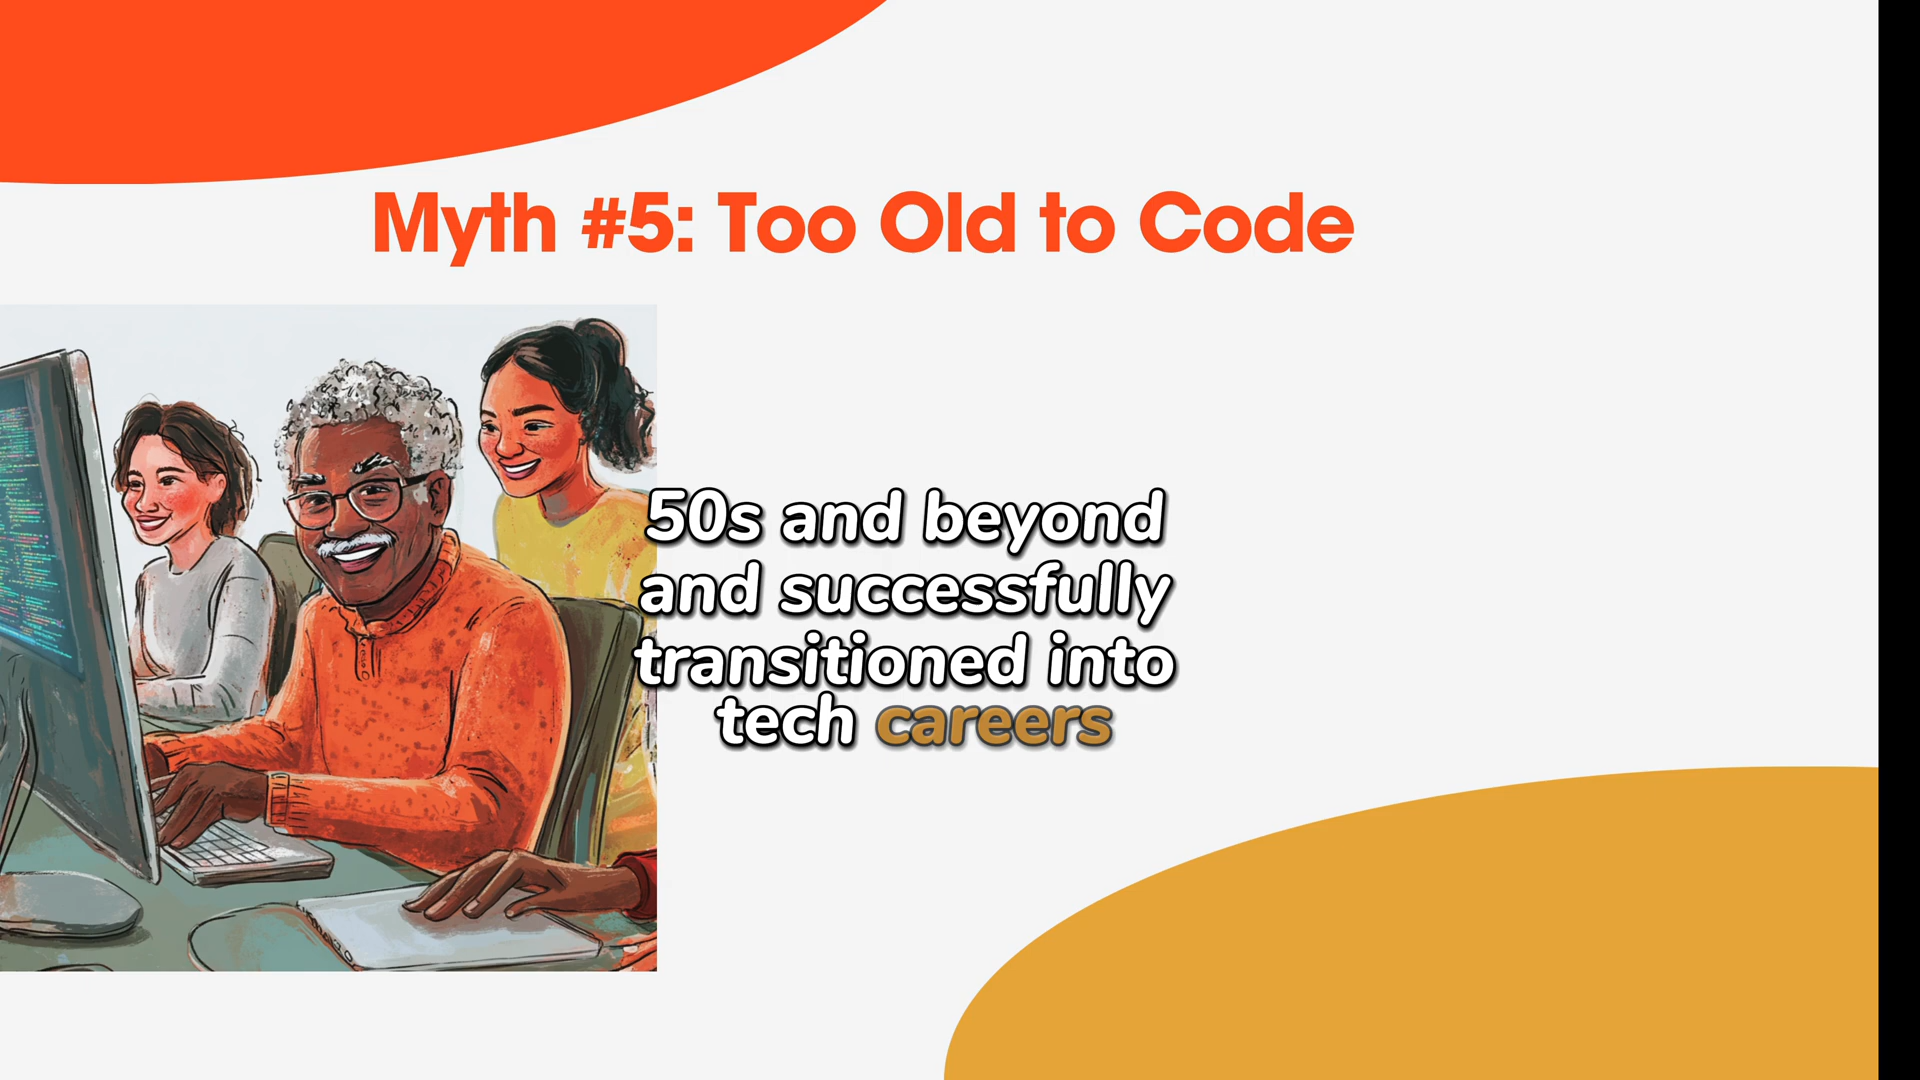 Myth #5: Too Old to Code
50s and beyond
and successfully
transitioned into
tech careers